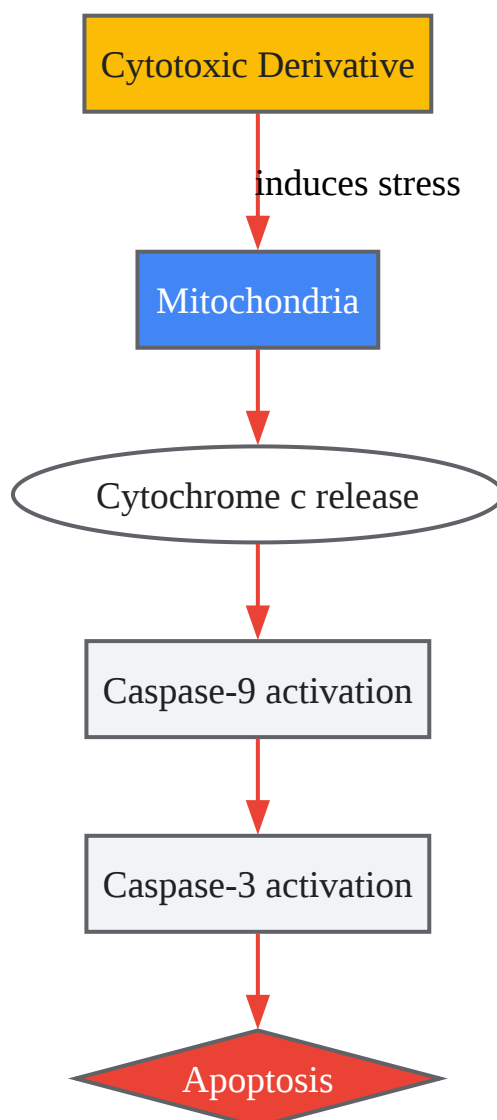 Cytotoxic Derivative
induces stress
Mitochondria
Cytochrome c release
Caspase-9 activation
Caspase-3 activation
Apoptosis